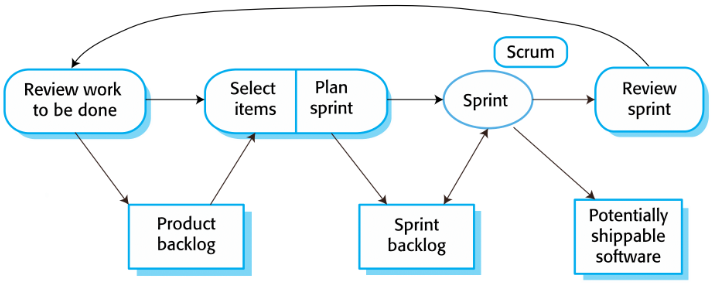 Scrum
Review work
to be done
Select
items
Plan
sprint
Sprint
Review
sprint
Product
backlog
Sprint
backlog
Potentially
shippable
software